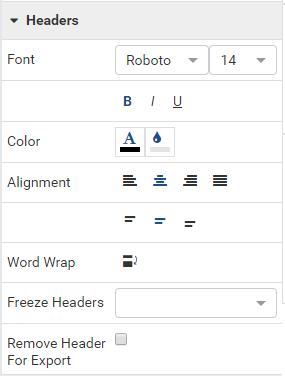 Headers
Font Roboto 14
B I U
Color A
Alignment
Word Wrap
Freeze Headers
Remove Header
For Export